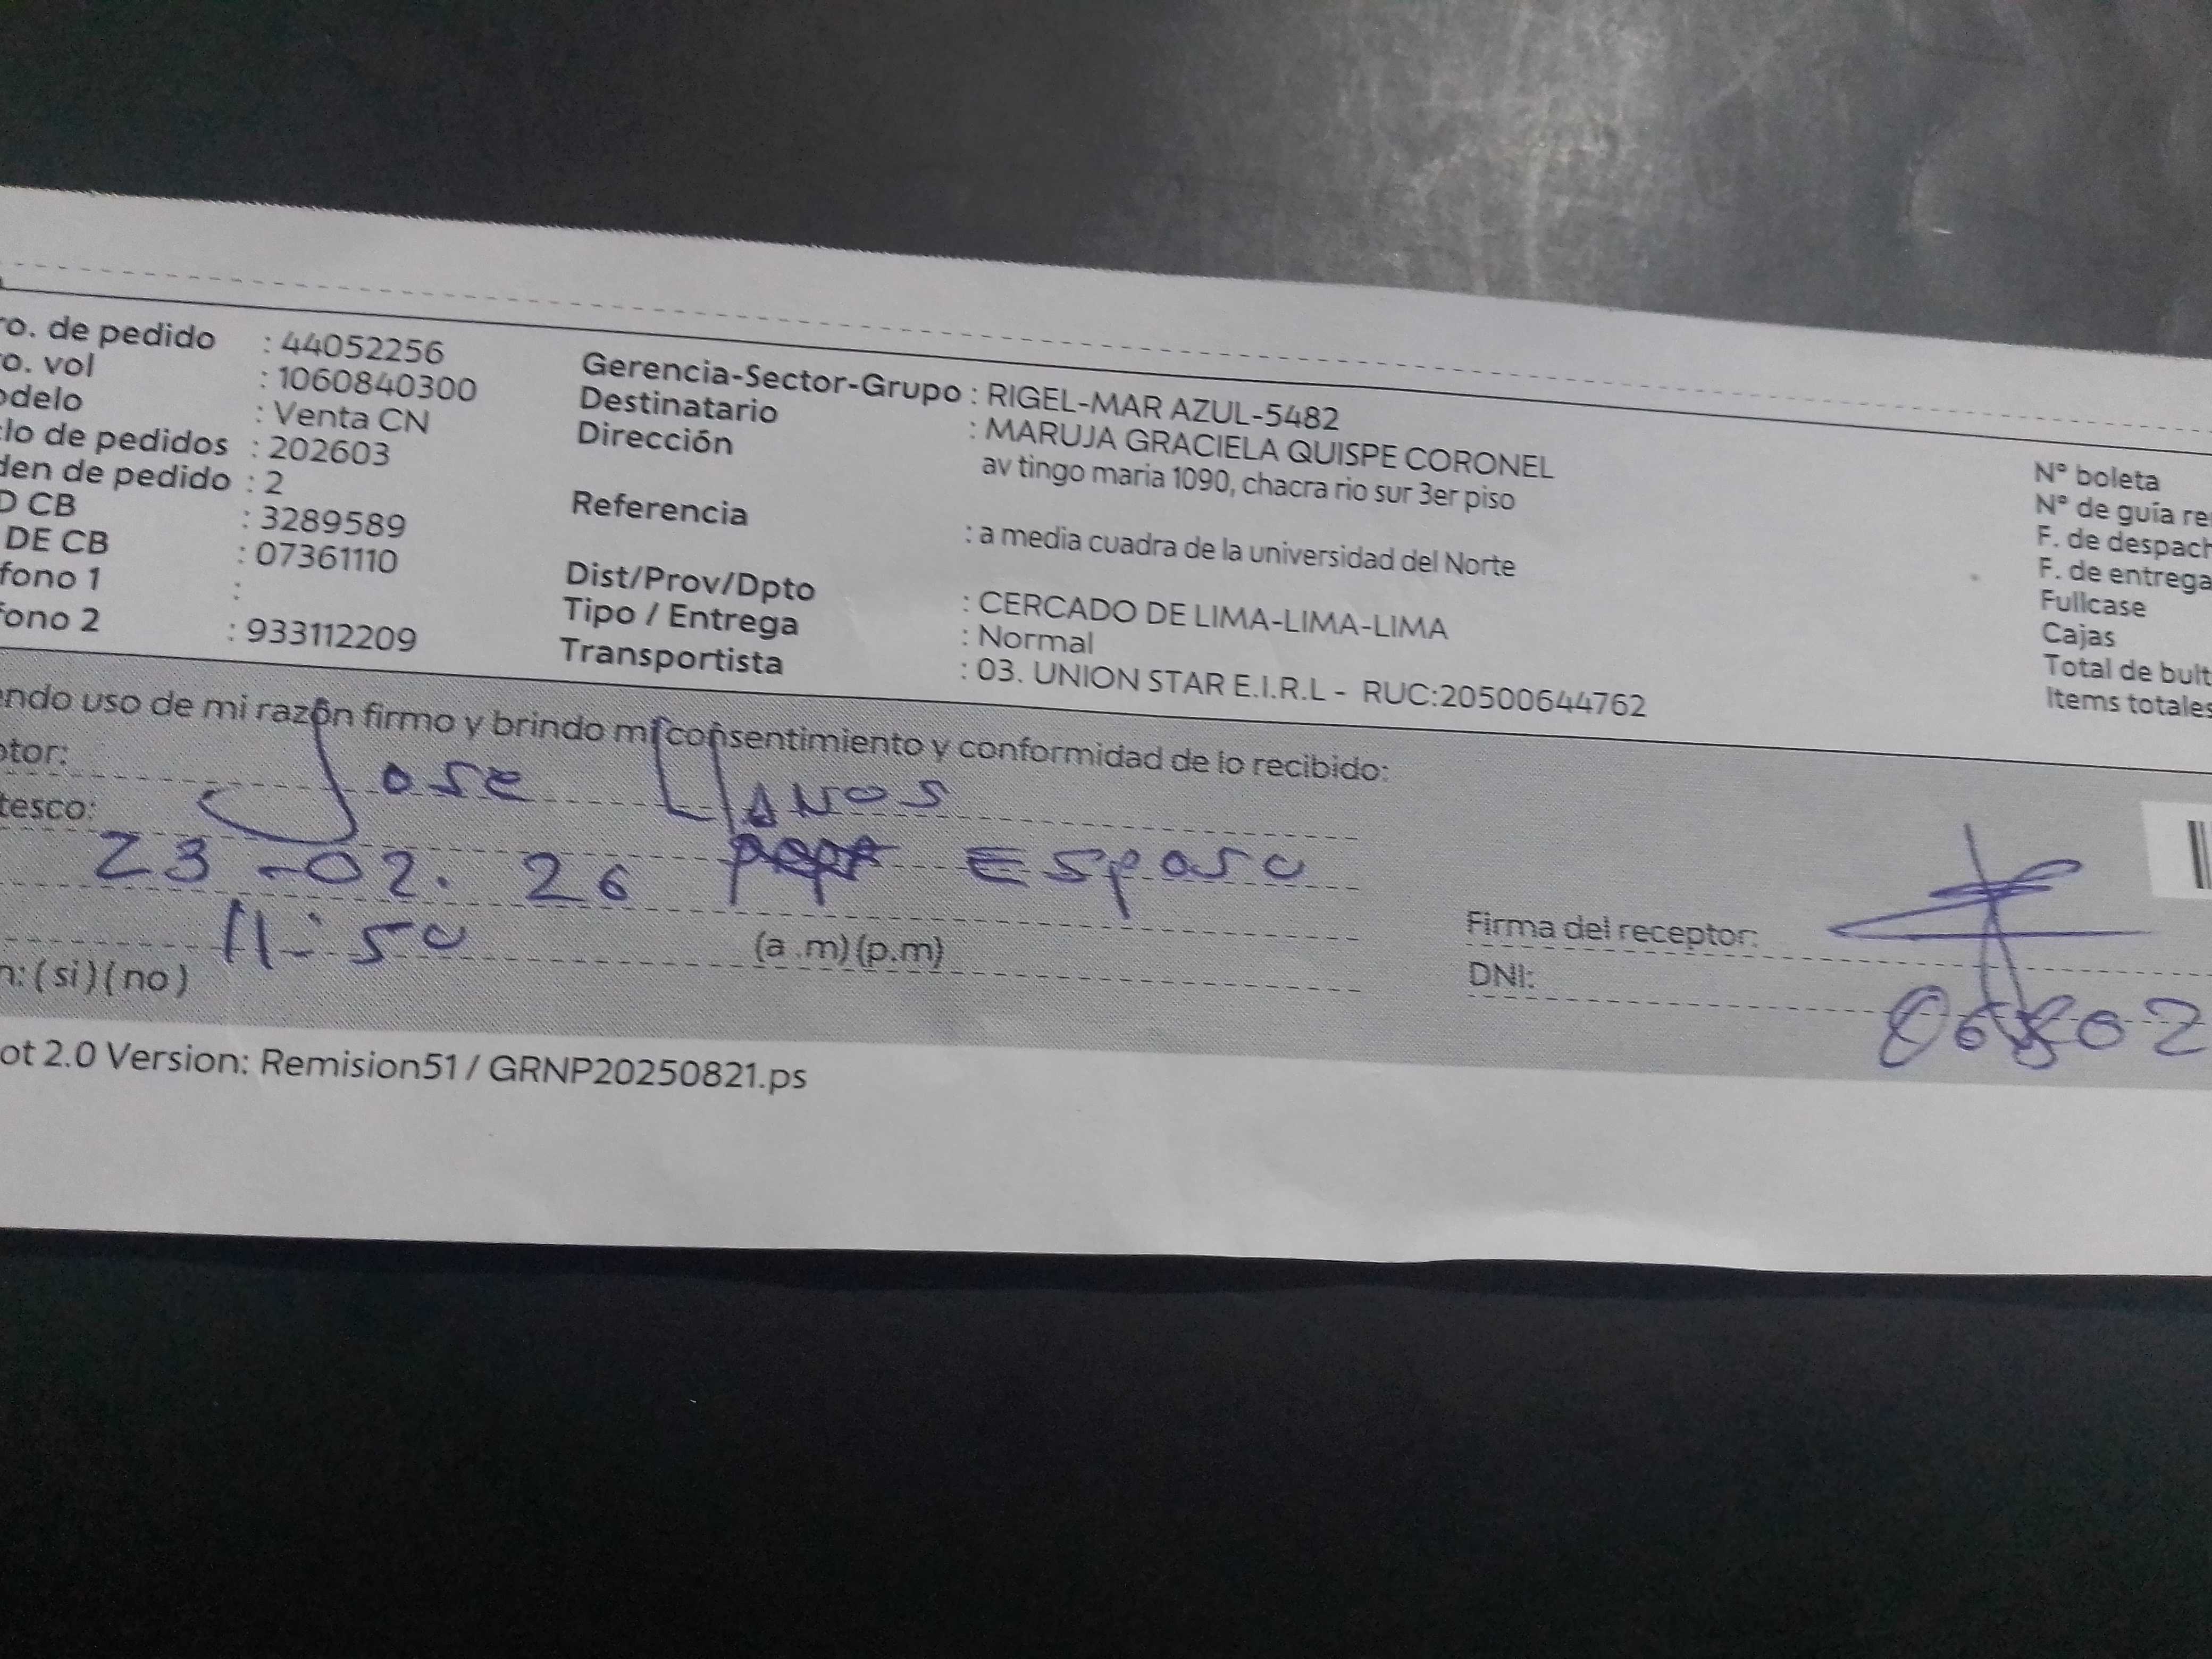 ro. de pedido : 44052256
o. vol : 1060840300
odelo : Venta CN
clo de pedidos : 202603
den de pedido : 2
D CB : 3289589
DE CB : 07361110
fono 1 :
fono 2 : 933112209
Gerencia-Sector-Grupo : RIGEL-MAR AZUL-5482
Destinatario : MARUJA GRACIELA QUISPE CORONEL
Dirección av tingo maria 1090, chacra rio sur 3er piso
Referencia : a media cuadra de la universidad del Norte
Dist/Prov/Dpto : CERCADO DE LIMA-LIMA-LIMA
Tipo / Entrega : Normal
Transportista : 03. UNION STAR E.I.R.L - RUC:20500644762
N° boleta
N° de guía re
F. de despach
F. de entrega
Fullcase
Cajas
Total de bult
Items totales
endo uso de mi razón firmo y brindo mi consentimiento y conformidad de lo recibido:
ptor: Jose Llanos
tesco: Esposo
23-02. 26
11:50 (a .m) (p.m)
n: ( si ) ( no )
Firma del receptor:
DNI:
ot 2.0 Version: Remision51 / GRNP20250821.ps